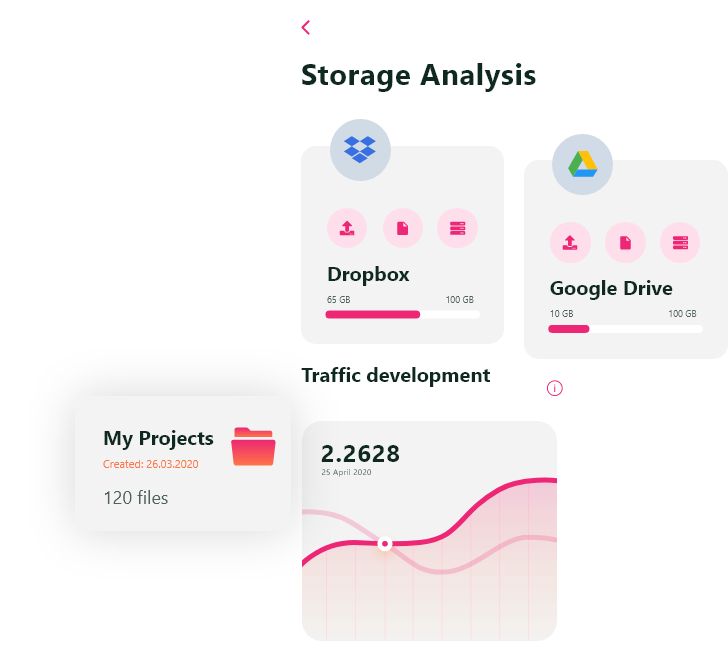 Storage Analysis
Dropbox
65 GB 100 GB
Google Drive
10 GB 100 GB
Traffic development
My Projects
Created: 26.03.2020
120 files
2.2628
25 April 2020